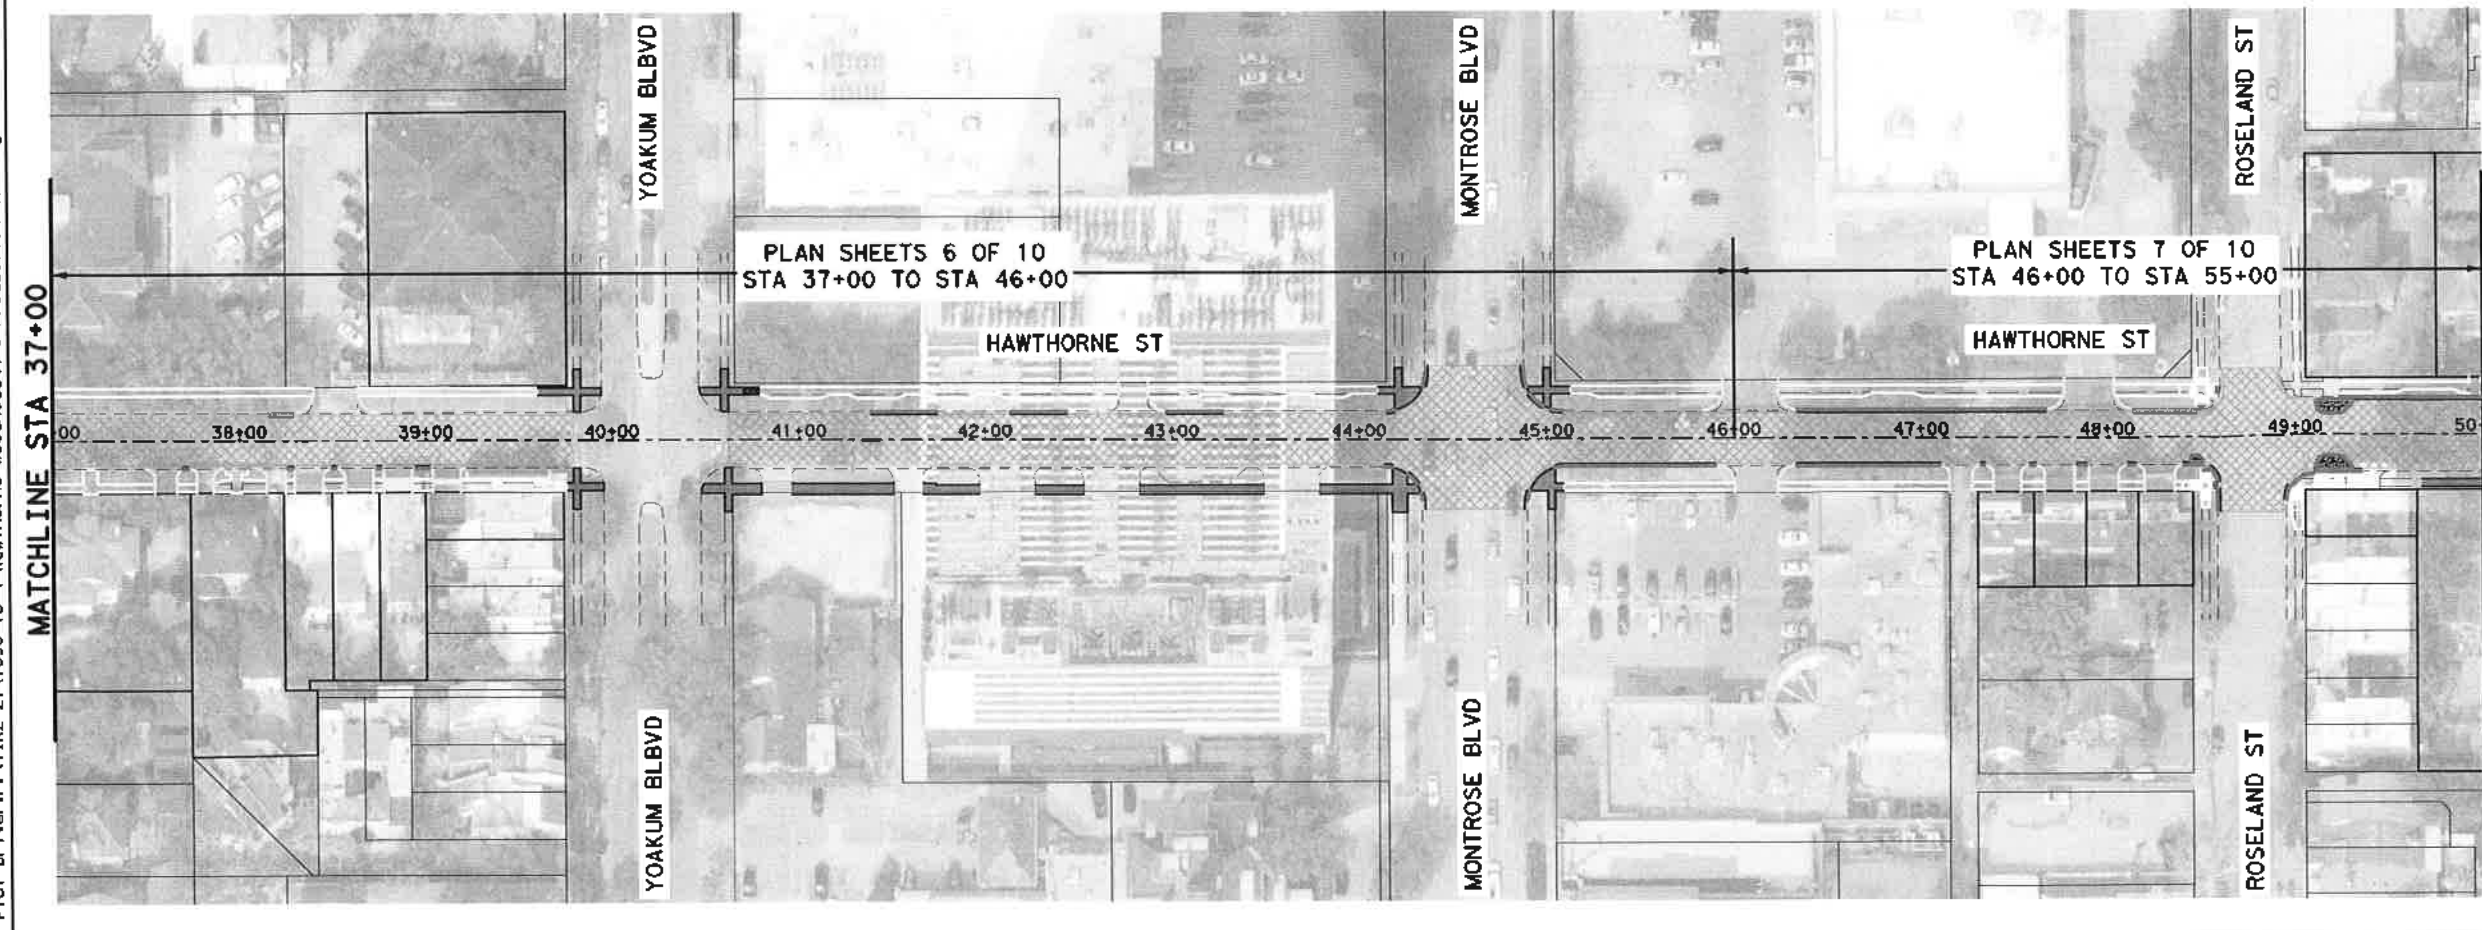 YOAKUM BLBVD
MONTROSE BLVD
ROSELAND ST
PLAN SHEETS 6 OF 10
STA 37+00 TO STA 46+00
PLAN SHEETS 7 OF 10
STA 46+00 TO STA 55+00
HAWTHORNE ST
HAWTHORNE ST
MATCHLINE STA 37+00
00
38+00
39+00
40+00
41+00
42+00
43+00
44+00
45+00
46+00
47+00
48+00
49+00
50
YOAKUM BLBVD
MONTROSE BLVD
ROSELAND ST